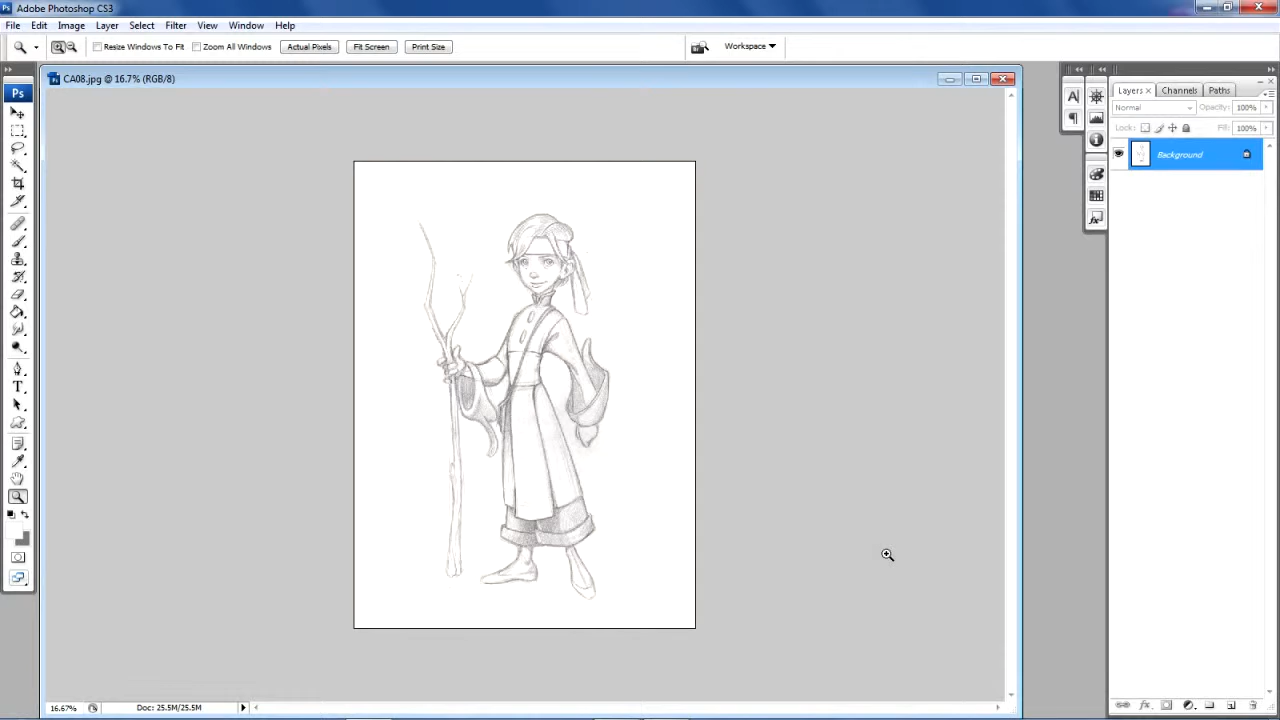 Ps Adobe Photoshop CS3
File Edit Image Layer Select Filter View Window Help
Resize Windows To Fit Zoom All Windows Actual Pixels Fit Screen Print Size Workspace
CA08.jpg @ 16.7% (RGB/8)
Ps
Layers Channels Paths
Normal Opacity: 100%
Lock: Fill: 100%
Background
16.67% Doc: 25.5M/25.5M